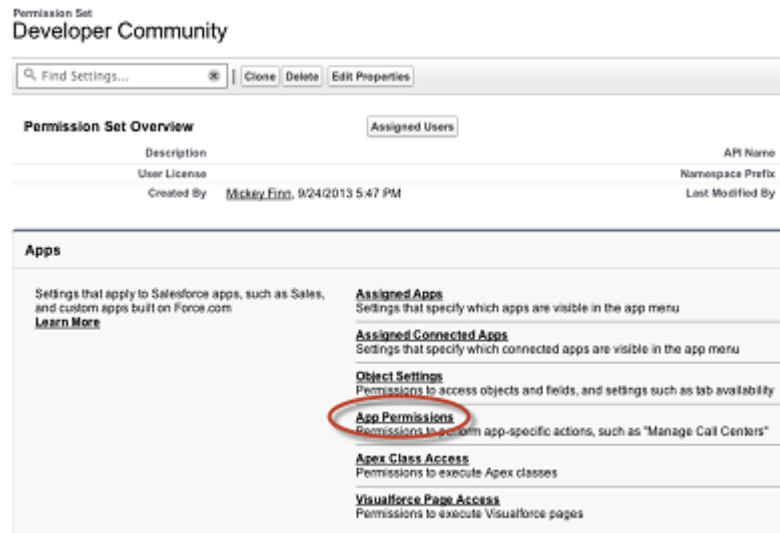 Permission Set
Developer Community
Find Settings...
Clone Delete Edit Properties
Permission Set Overview
Assigned Users
Description
API Name
User License
Namespace Prefix
Created By Mickey Finn, 9/24/2013 5:47 PM
Last Modified By
Apps
Settings that apply to Salesforce apps, such as Sales,
and custom apps built on Force.com
Learn More
Assigned Apps
Settings that specify which apps are visible in the app menu
Assigned Connected Apps
Settings that specify which connected apps are visible in the app menu
Object Settings
Permissions to access objects and fields, and settings such as tab availability
App Permissions
Permissions to perform app-specific actions, such as "Manage Call Centers"
Apex Class Access
Permissions to execute Apex classes
Visualforce Page Access
Permissions to execute Visualforce pages